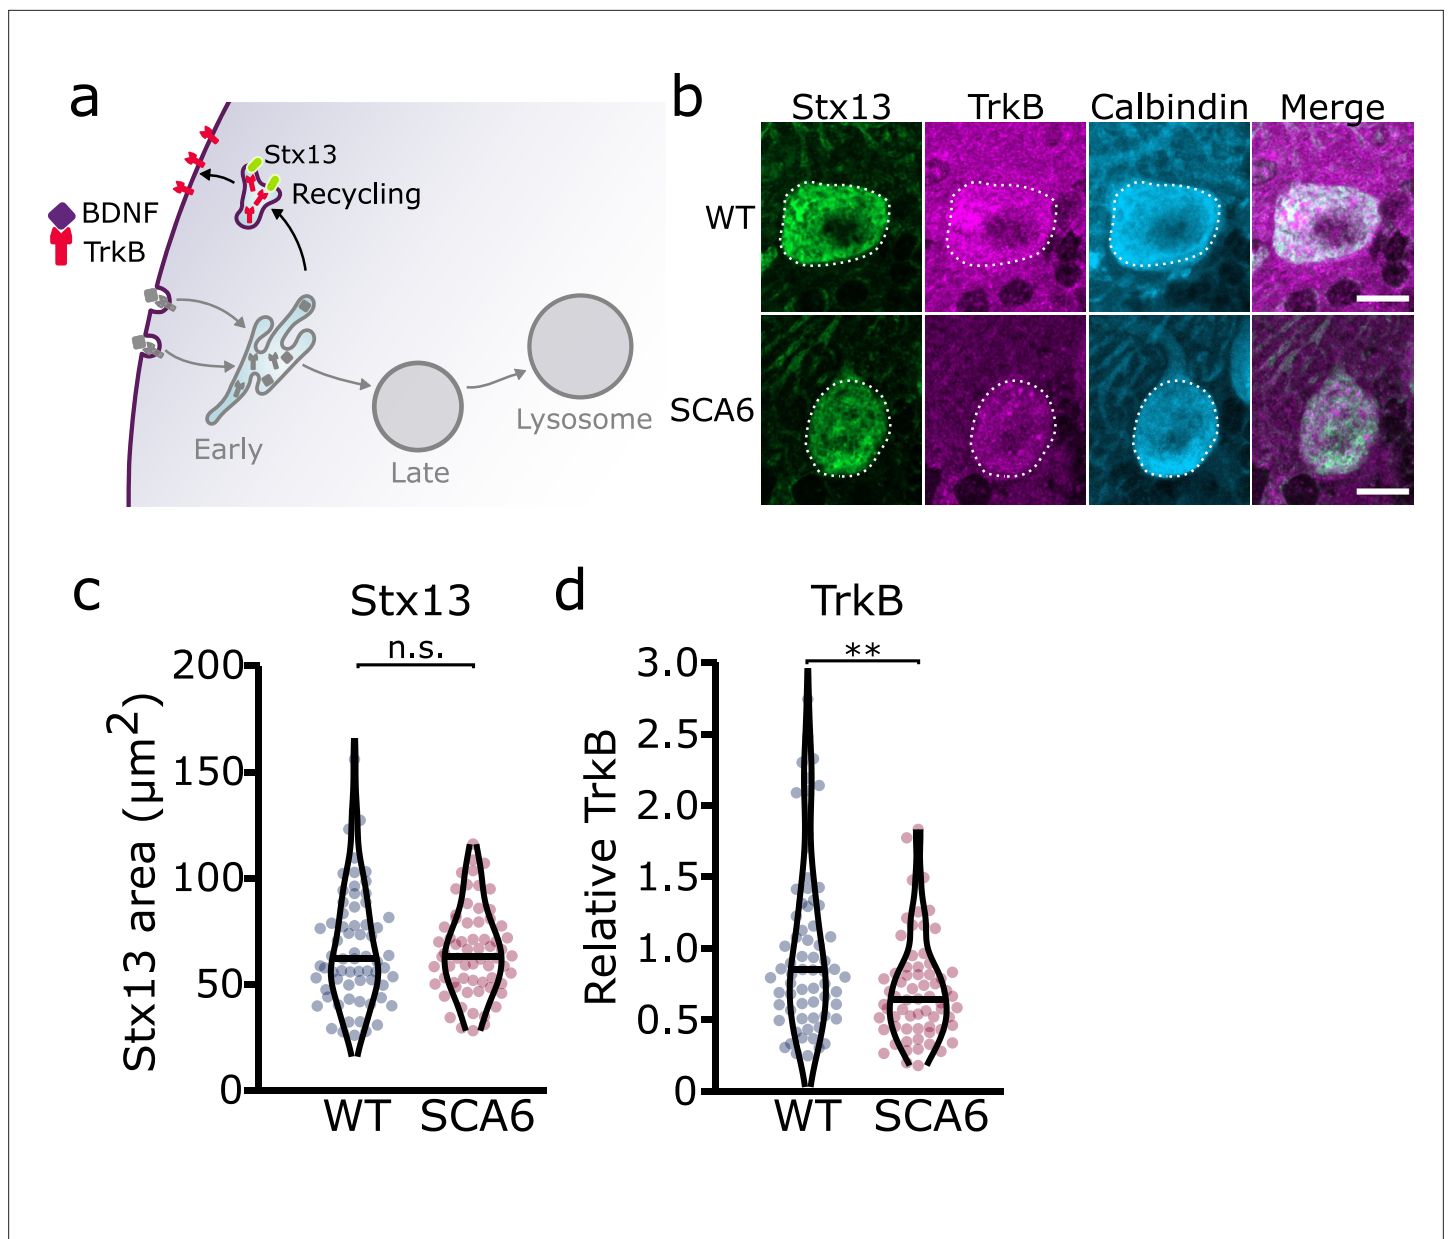 a
Stx13
Recycling
BDNF
TrkB
Early
Late
Lysosome
b
Stx13 TrkB Calbindin Merge
WT
SCA6
c
Stx13
n.s.
200
150
100
50
0
Stx13 area (µm²)
WT SCA6
d
TrkB
**
3.0
2.5
2.0
1.5
1.0
0.5
0
Relative TrkB
WT SCA6